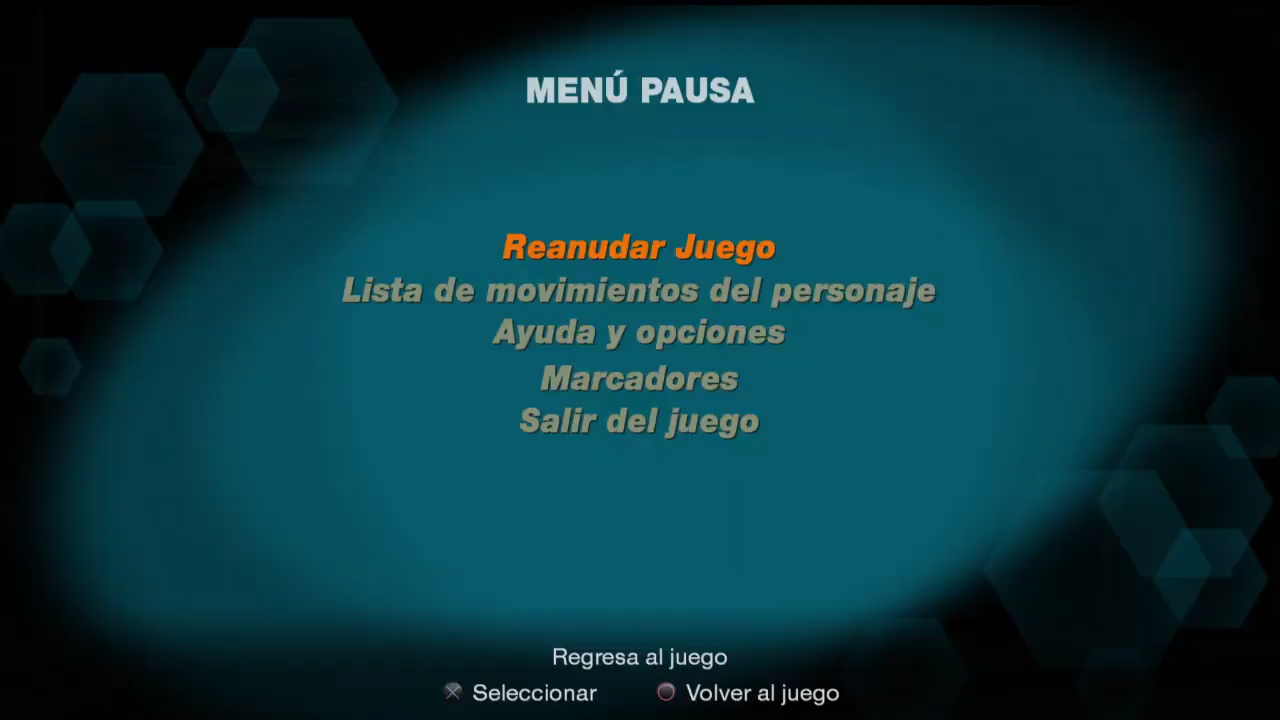 MENÚ PAUSA
Reanudar Juego
Lista de movimientos del personaje
Ayuda y opciones
Marcadores
Salir del juego
Regresa al juego
Seleccionar Volver al juego